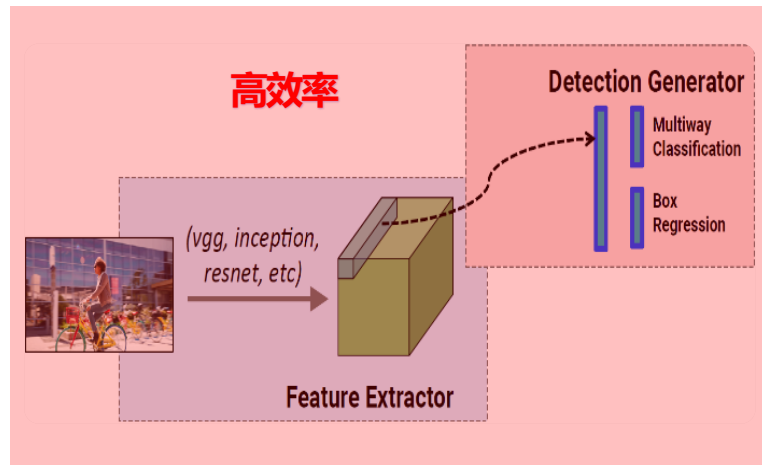 高效率
Detection Generator
Multiway
Classification
Box
Regression
(vgg, inception,
resnet, etc)
Feature Extractor